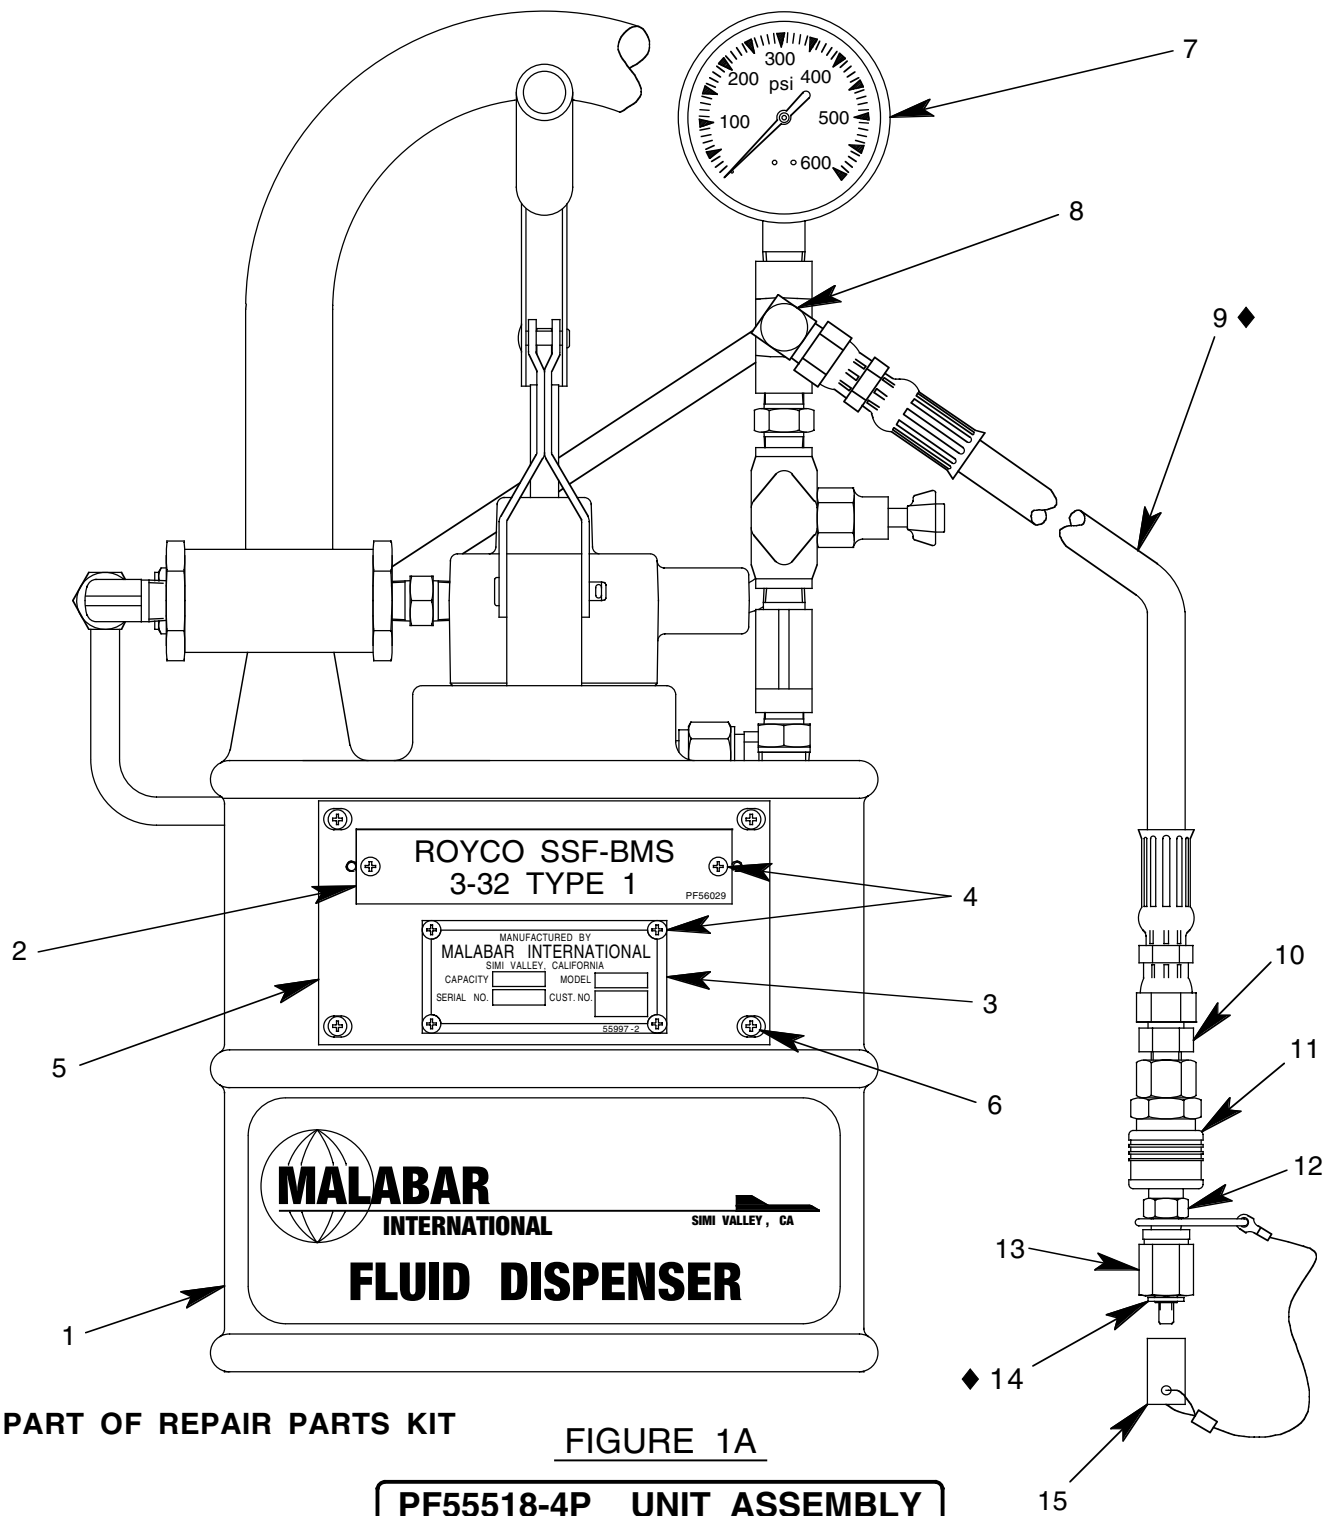 300
200
400
psi
100
500
600
7
8
9 ♦
ROYCO SSF-BMS
3-32 TYPE 1
PF56029
4
2
MANUFACTURED BY
MALABAR INTERNATIONAL
SIMI VALLEY, CALIFORNIA
CAPACITY MODEL
SERIAL NO. CUST. NO.
55997-2
3
10
5
11
6
12
MALABAR
INTERNATIONAL
SIMI VALLEY, CA
FLUID DISPENSER
13
1
♦ 14
PART OF REPAIR PARTS KIT
FIGURE 1A
15
PF55518-4P UNIT ASSEMBLY